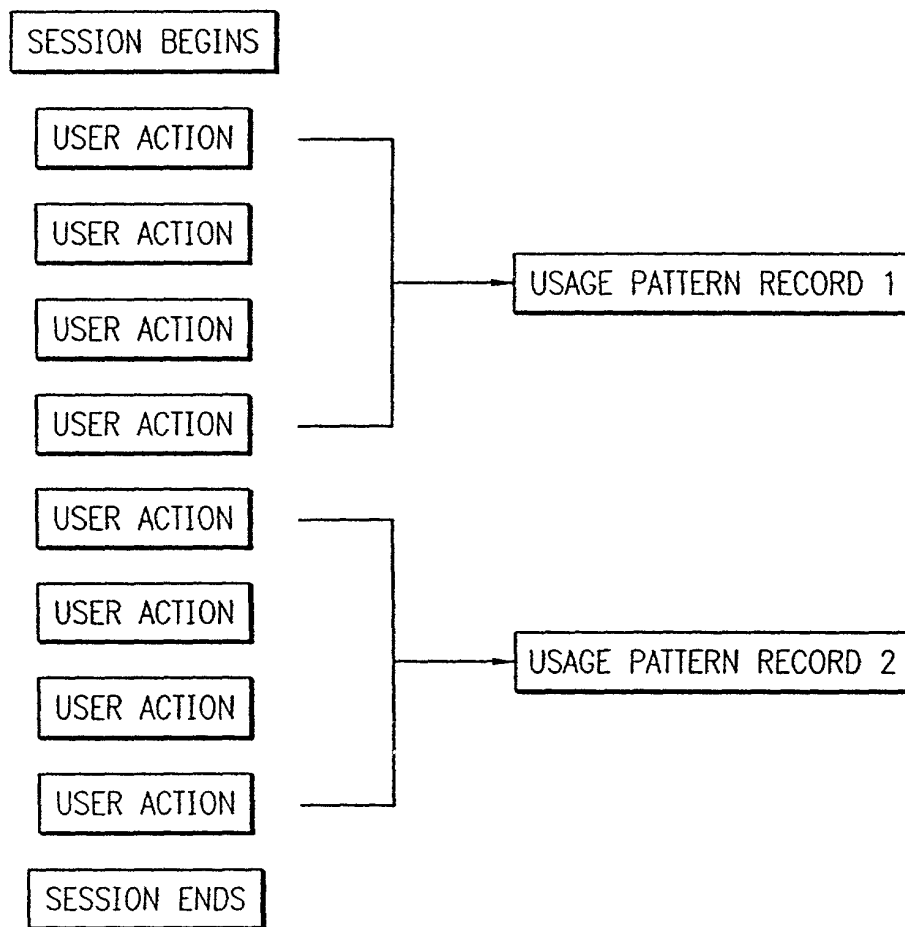 SESSION BEGINS
USER ACTION
USER ACTION
USAGE PATTERN RECORD 1
USER ACTION
USER ACTION
USER ACTION
USER ACTION
USAGE PATTERN RECORD 2
USER ACTION
USER ACTION
SESSION ENDS